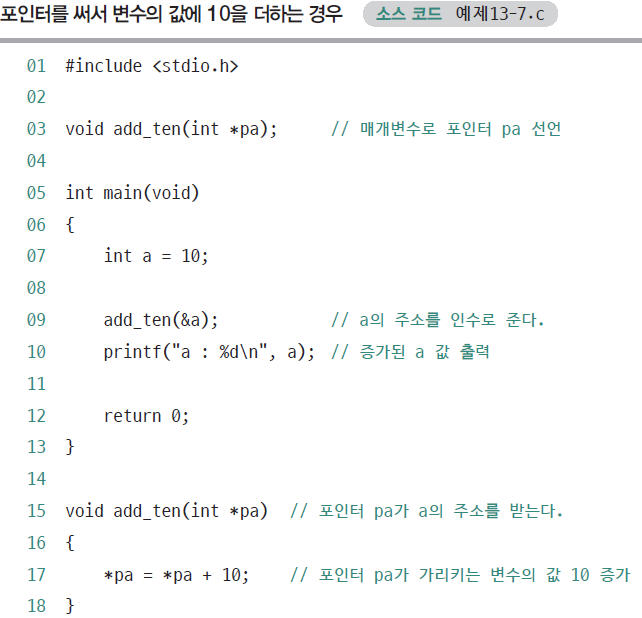 포인터를 써서 변수의 값에 10을 더하는 경우 소스 코드 예제13-7.c
01 #include <stdio.h>
02
03 void add_ten(int *pa); // 매개변수로 포인터 pa 선언
04
05 int main(void)
06 {
07 int a = 10;
08
09 add_ten(&a); // a의 주소를 인수로 준다.
10 printf("a : %d\n", a); // 증가된 a 값 출력
11
12 return 0;
13 }
14
15 void add_ten(int *pa) // 포인터 pa가 a의 주소를 받는다.
16 {
17 *pa = *pa + 10; // 포인터 pa가 가리키는 변수의 값 10 증가
18 }